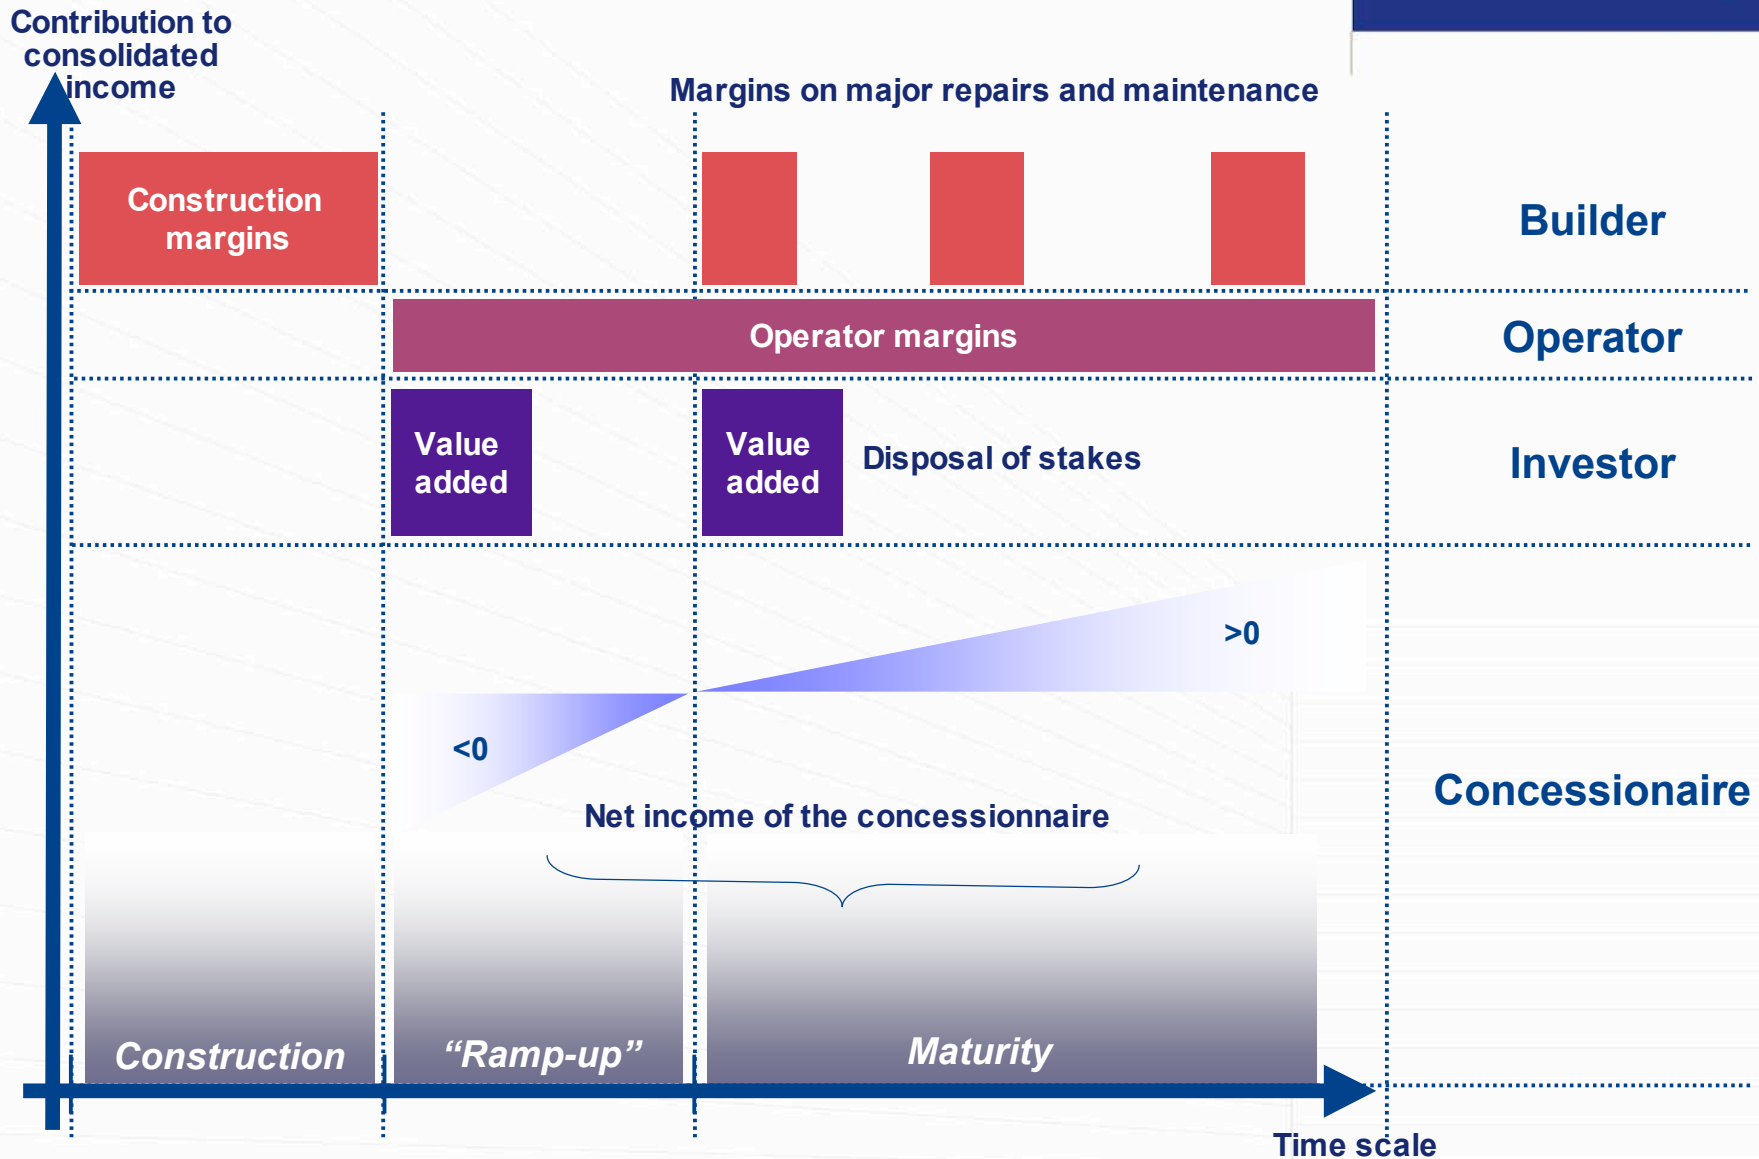 Contribution to
consolidated
income
Margins on major repairs and maintenance
Construction
margins
Builder
Operator margins
Operator
Value
added
Value
added
Disposal of stakes
Investor
>0
<0
Net income of the concessionnaire
Concessionaire
Construction
“Ramp-up”
Maturity
Time scale